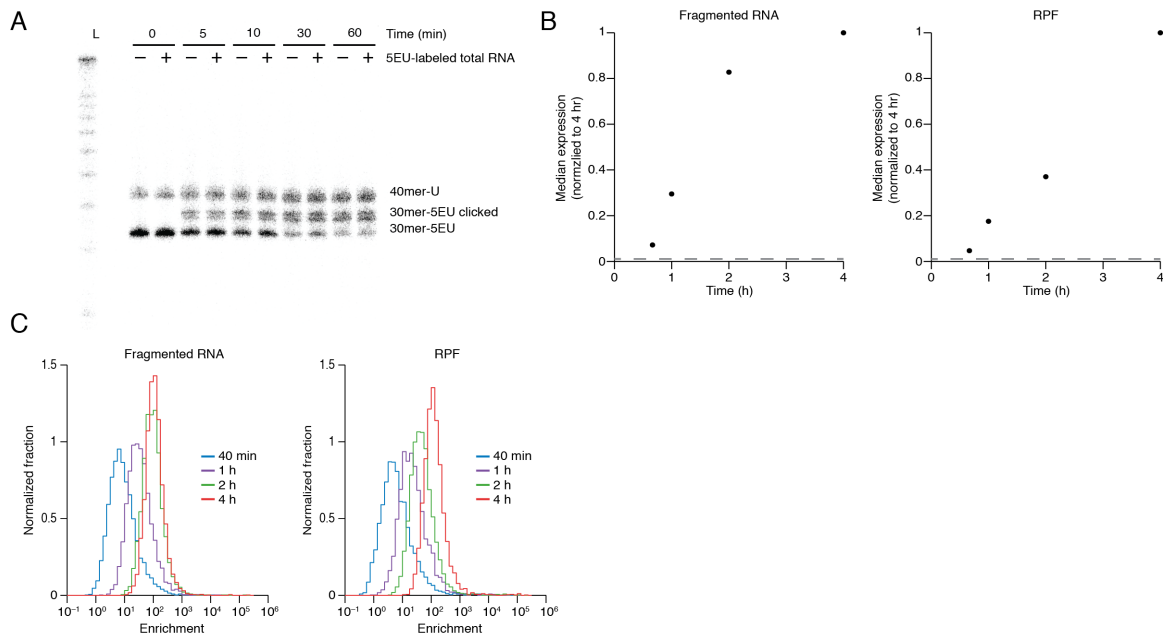 A
L
0 5 10 30 60 Time (min)
– + – + – + – + – + 5EU-labeled total RNA
40mer-U
30mer-5EU clicked
30mer-5EU
B
Fragmented RNA
Median expression
(normzlied to 4 hr)
1
0.8
0.6
0.4
0.2
0
0 1 2 3 4
Time (h)
RPF
Median expression
(normalized to 4 hr)
1
0.8
0.6
0.4
0.2
0
0 1 2 3 4
Time (h)
C
Fragmented RNA
Normalized fraction
1.5
1
0.5
0
40 min
1 h
2 h
4 h
10⁻¹ 10⁰ 10¹ 10² 10³ 10⁴ 10⁵ 10⁶
Enrichment
RPF
Normalized fraction
1.5
1
0.5
0
40 min
1 h
2 h
4 h
10⁻¹ 10⁰ 10¹ 10² 10³ 10⁴ 10⁵ 10⁶
Enrichment